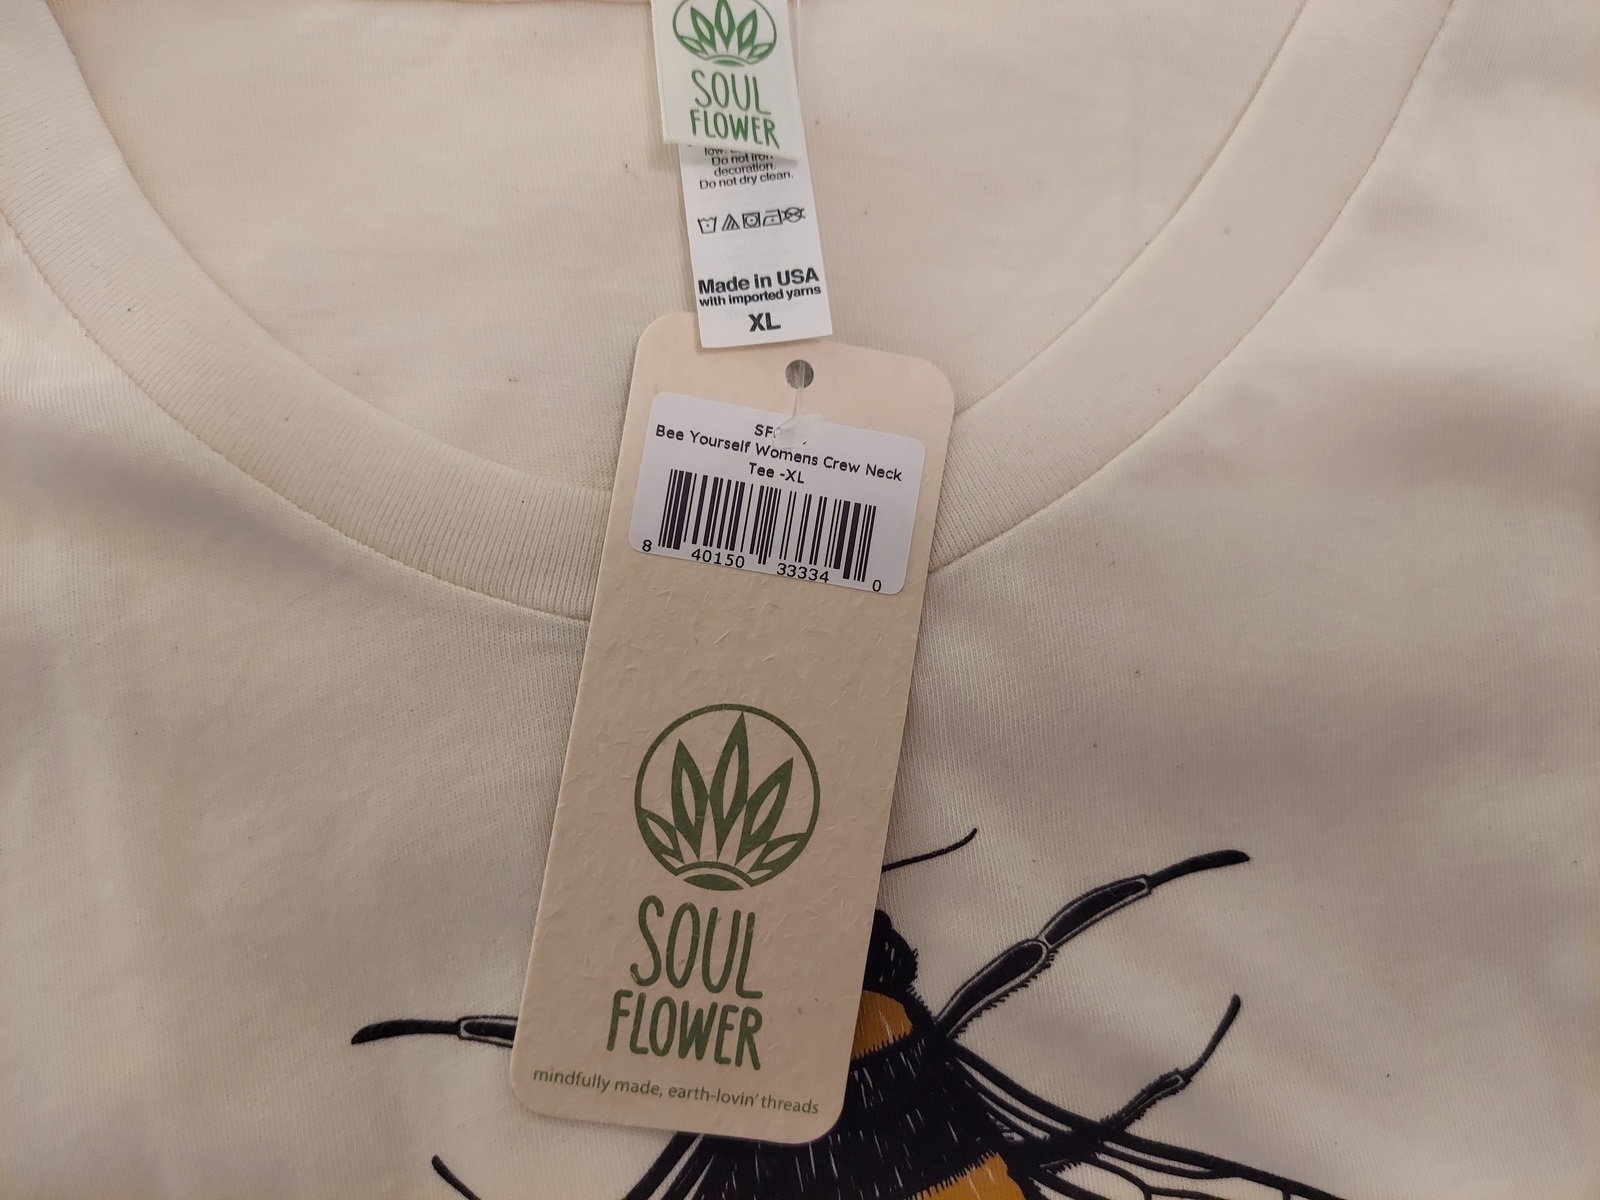 SOUL
FLOWER
Do not iron
decoration.
Do not dry clean.
Made in USA
with imported yarns
XL
Bee Yourself Womens Crew Neck
Tee -XL
8 40150 33334 0
SOUL
FLOWER
mindfully made, earth-lovin' threads